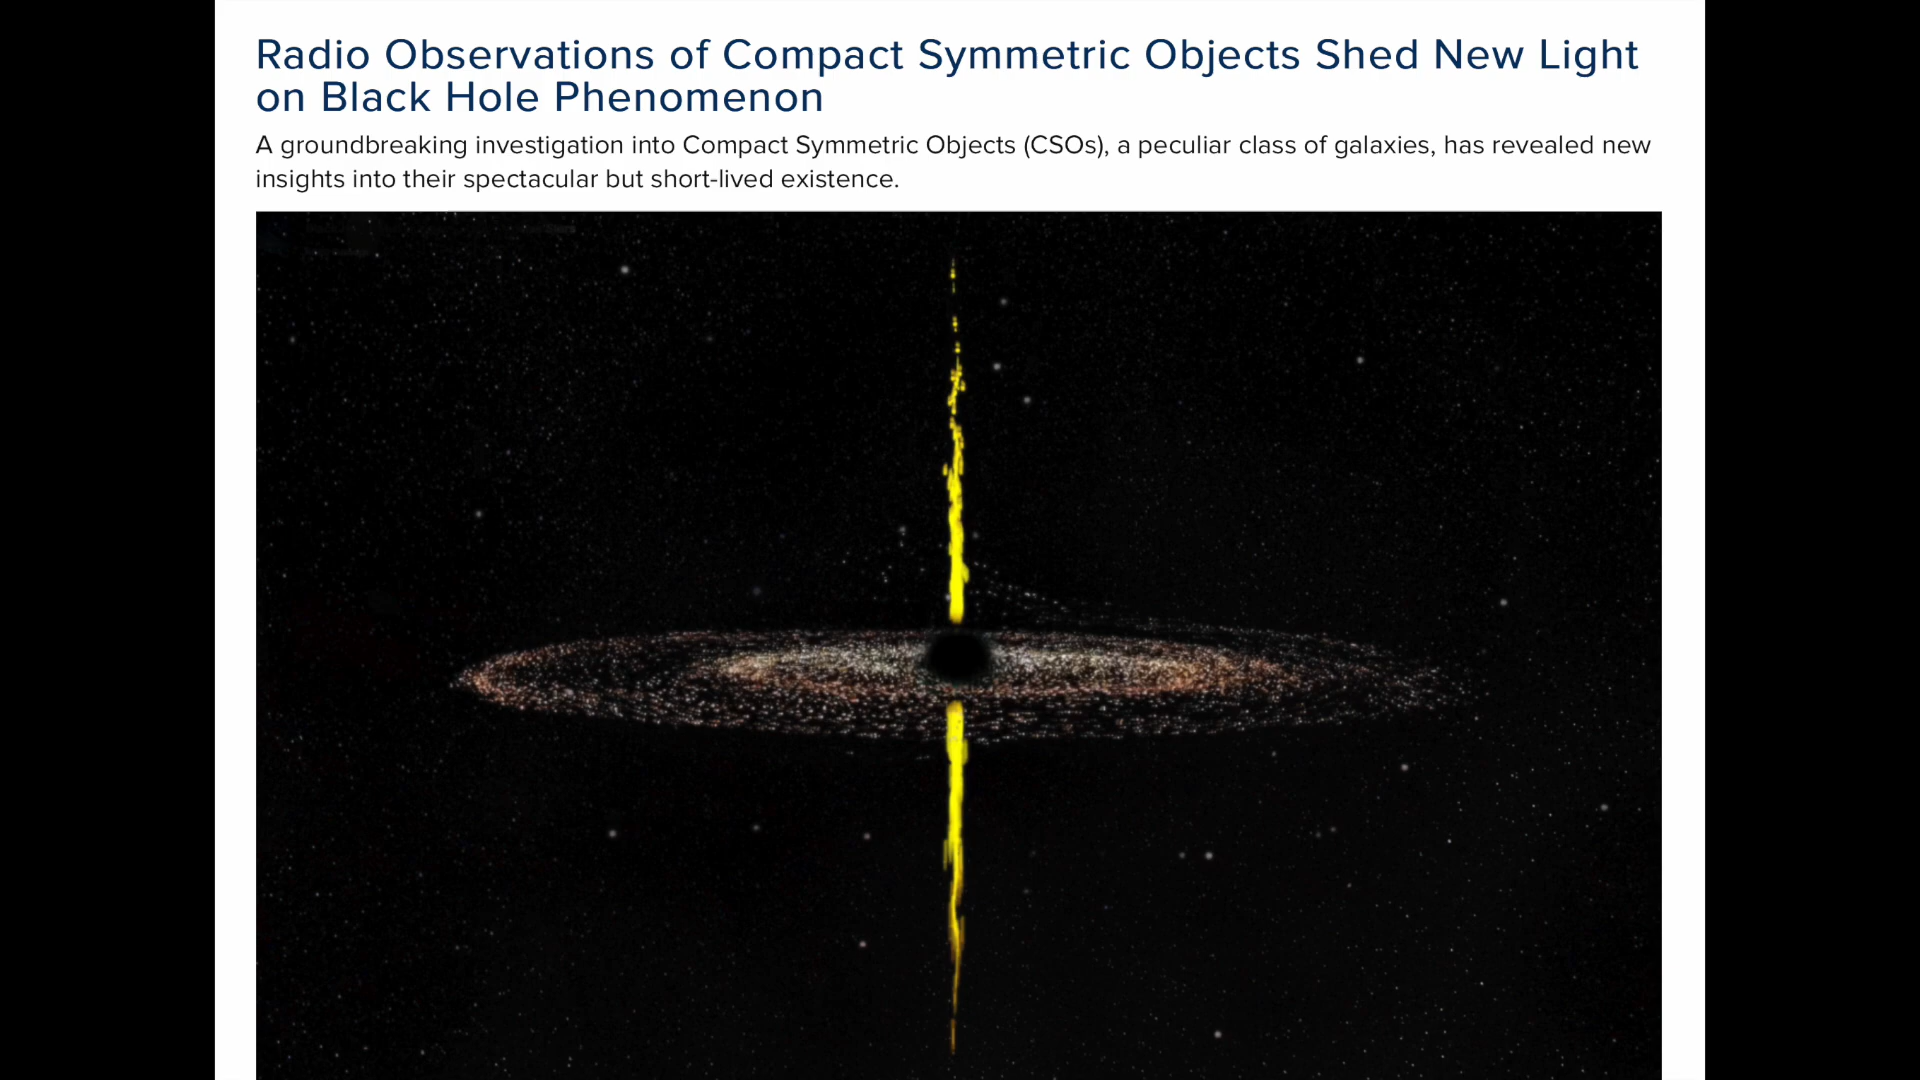 Radio Observations of Compact Symmetric Objects Shed New Light
on Black Hole Phenomenon
A groundbreaking investigation into Compact Symmetric Objects (CSOs), a peculiar class of galaxies, has revealed new
insights into their spectacular but short-lived existence.